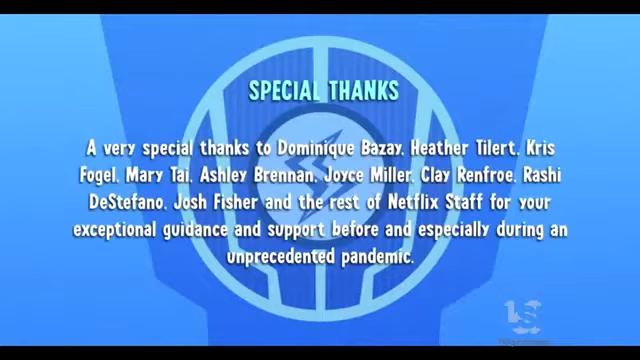 SPECIAL THANKS
A very special thanks to Dominique Bazay, Heather Tilert, Kris
Fogel, Mary Tai, Ashley Brennan, Joyce Miller, Clay Renfroe, Rashi
DeStefano, Josh Fisher and the rest of Netflix Staff for your
exceptional guidance and support before and especially during an
unprecedented pandemic.